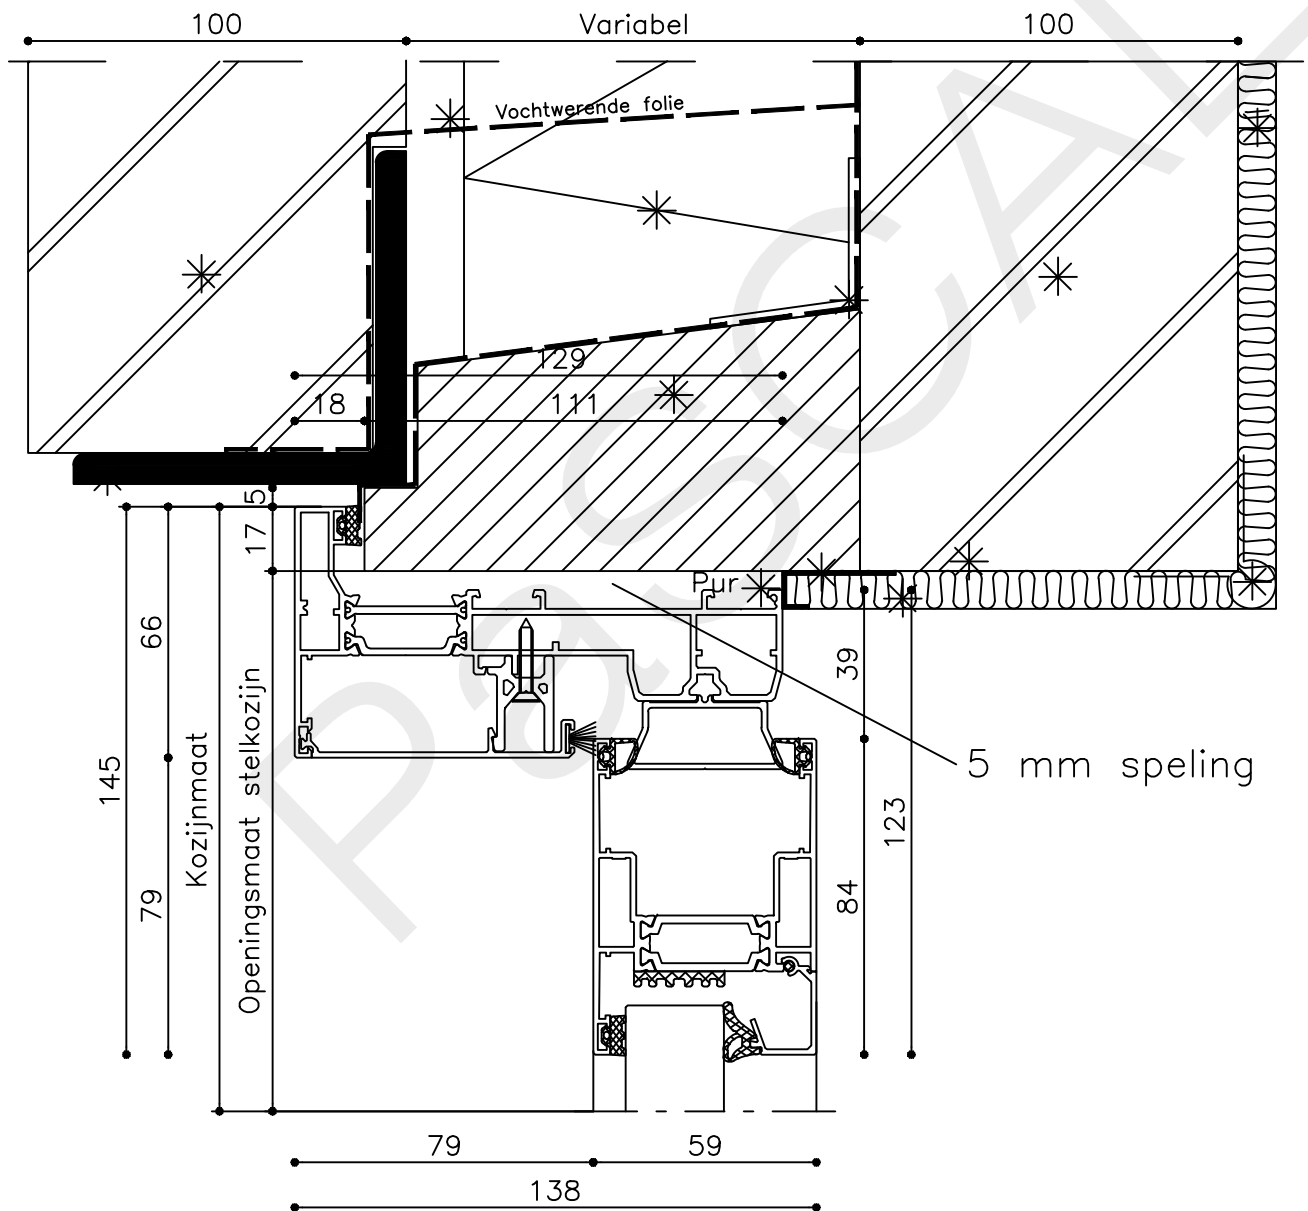 100
Variabel
100
Vochtwerende folie
129
18
111
5
17
Pur
66
39
Openingsmaat stelkozijn
Kozijnmaat
145
5 mm speling
123
79
84
79
59
138
PaSCAL